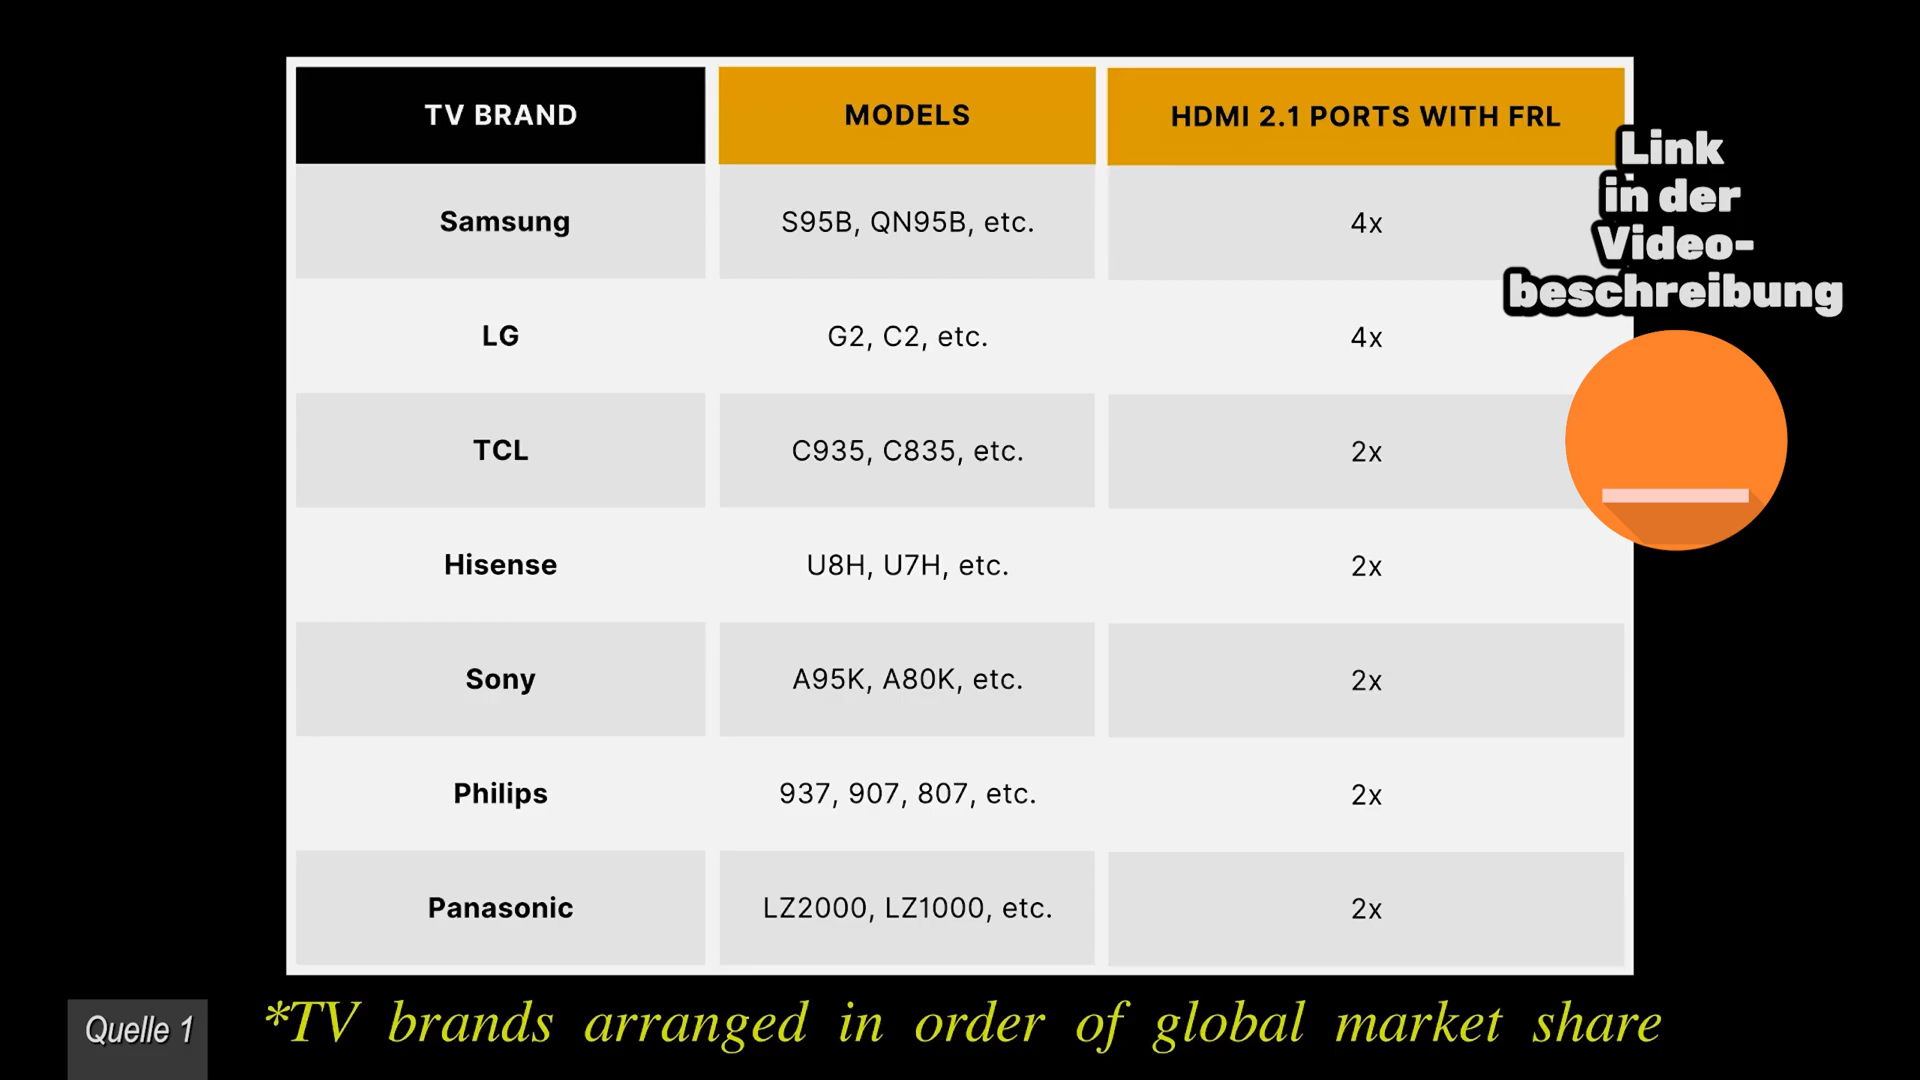 TV BRAND MODELS HDMI 2.1 PORTS WITH FRL
Samsung S95B, QN95B, etc. 4x
LG G2, C2, etc. 4x
TCL C935, C835, etc. 2x
Hisense U8H, U7H, etc. 2x
Sony A95K, A80K, etc. 2x
Philips 937, 907, 807, etc. 2x
Panasonic LZ2000, LZ1000, etc. 2x
Link
in der
Video-
beschreibung
Quelle 1
*TV brands arranged in order of global market share